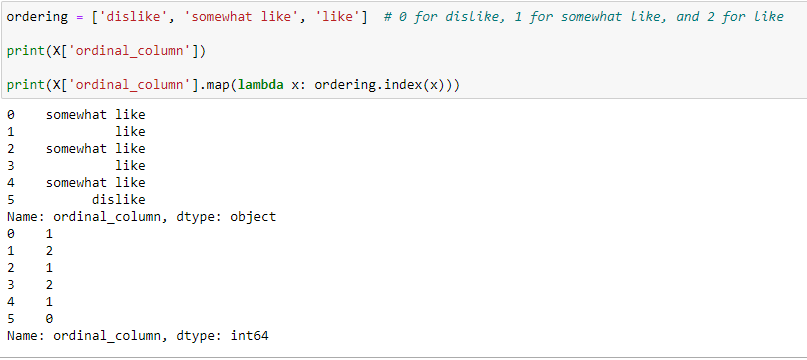 ordering = ['dislike', 'somewhat like', 'like']  # 0 for dislike, 1 for somewhat like, and 2 for like
print(X['ordinal_column'])
print(X['ordinal_column'].map(lambda x: ordering.index(x)))
0    somewhat like
1             like
2    somewhat like
3             like
4    somewhat like
5          dislike
Name: ordinal_column, dtype: object
0    1
1    2
2    1
3    2
4    1
5    0
Name: ordinal_column, dtype: int64